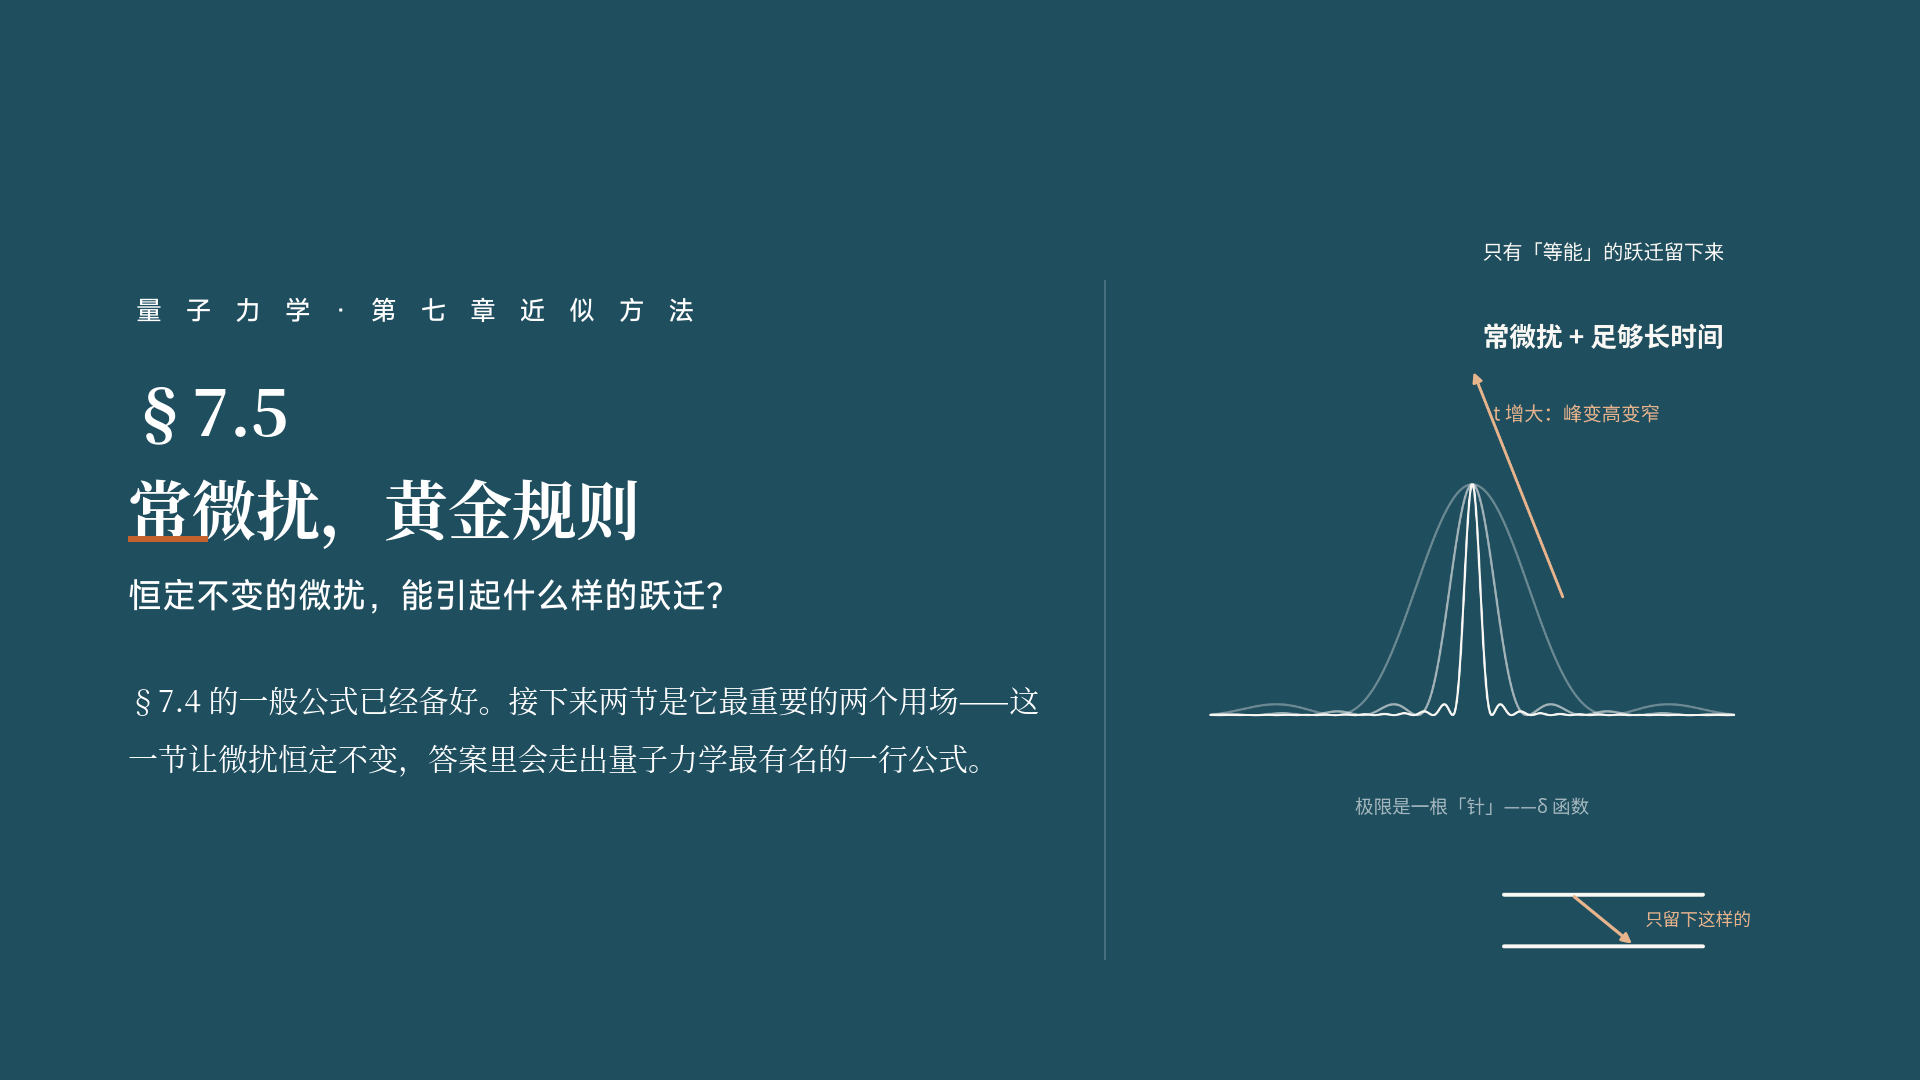 量子力学·第七章近似方法
§7.5
常微扰，黄金规则
恒定不变的微扰，能引起什么样的跃迁？
§7.4 的一般公式已经备好。接下来两节是它最重要的两个用场——这
一节让微扰恒定不变，答案里会走出量子力学最有名的一行公式。
只有「等能」的跃迁留下来
常微扰 + 足够长时间
t 增大：峰变高变窄
极限是一根「针」——δ 函数
只留下这样的